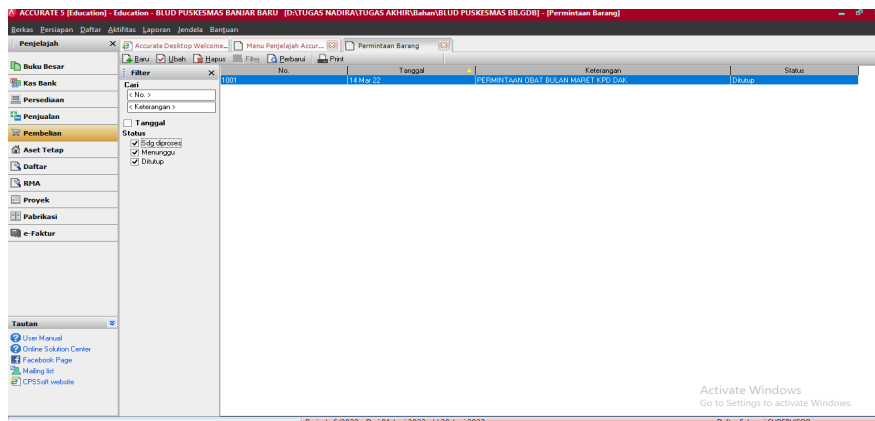 ACCURATE 5 [Education] - Education - BLUD PUSKESMAS BANJAR BARU [D:\TUGAS NADIRA\TUGAS AKHIR\Bahan\BLUD PUSKESMAS BB.GDB] - [Permintaan Barang]
Berkas Persiapan Daftar Aktifitas Laporan Jendela Bantuan
Penjelajah
Accurate Desktop Welcome... Menu Penjelajah Accur... Permintaan Barang
Baru Ubah Hapus Filter Perbarui Print
Buku Besar
Kas Bank
Persediaan
Penjualan
Pembelian
Aset Tetap
Daftar
RMA
Proyek
Pabrikasi
e-Faktur
Filter
Cari
< No. >
< Keterangan >
Tanggal
Status
Sdg diproses
Menunggu
Ditutup
No. Tanggal Keterangan Status
1001 14 Mar 22 PERMINTAAN OBAT BULAN MARET KPD DAK Ditutup
Tautan
User Manual
Online Solution Center
Facebook Page
Mailing list
CPSSoft website
Activate Windows
Go to Settings to activate Windows.